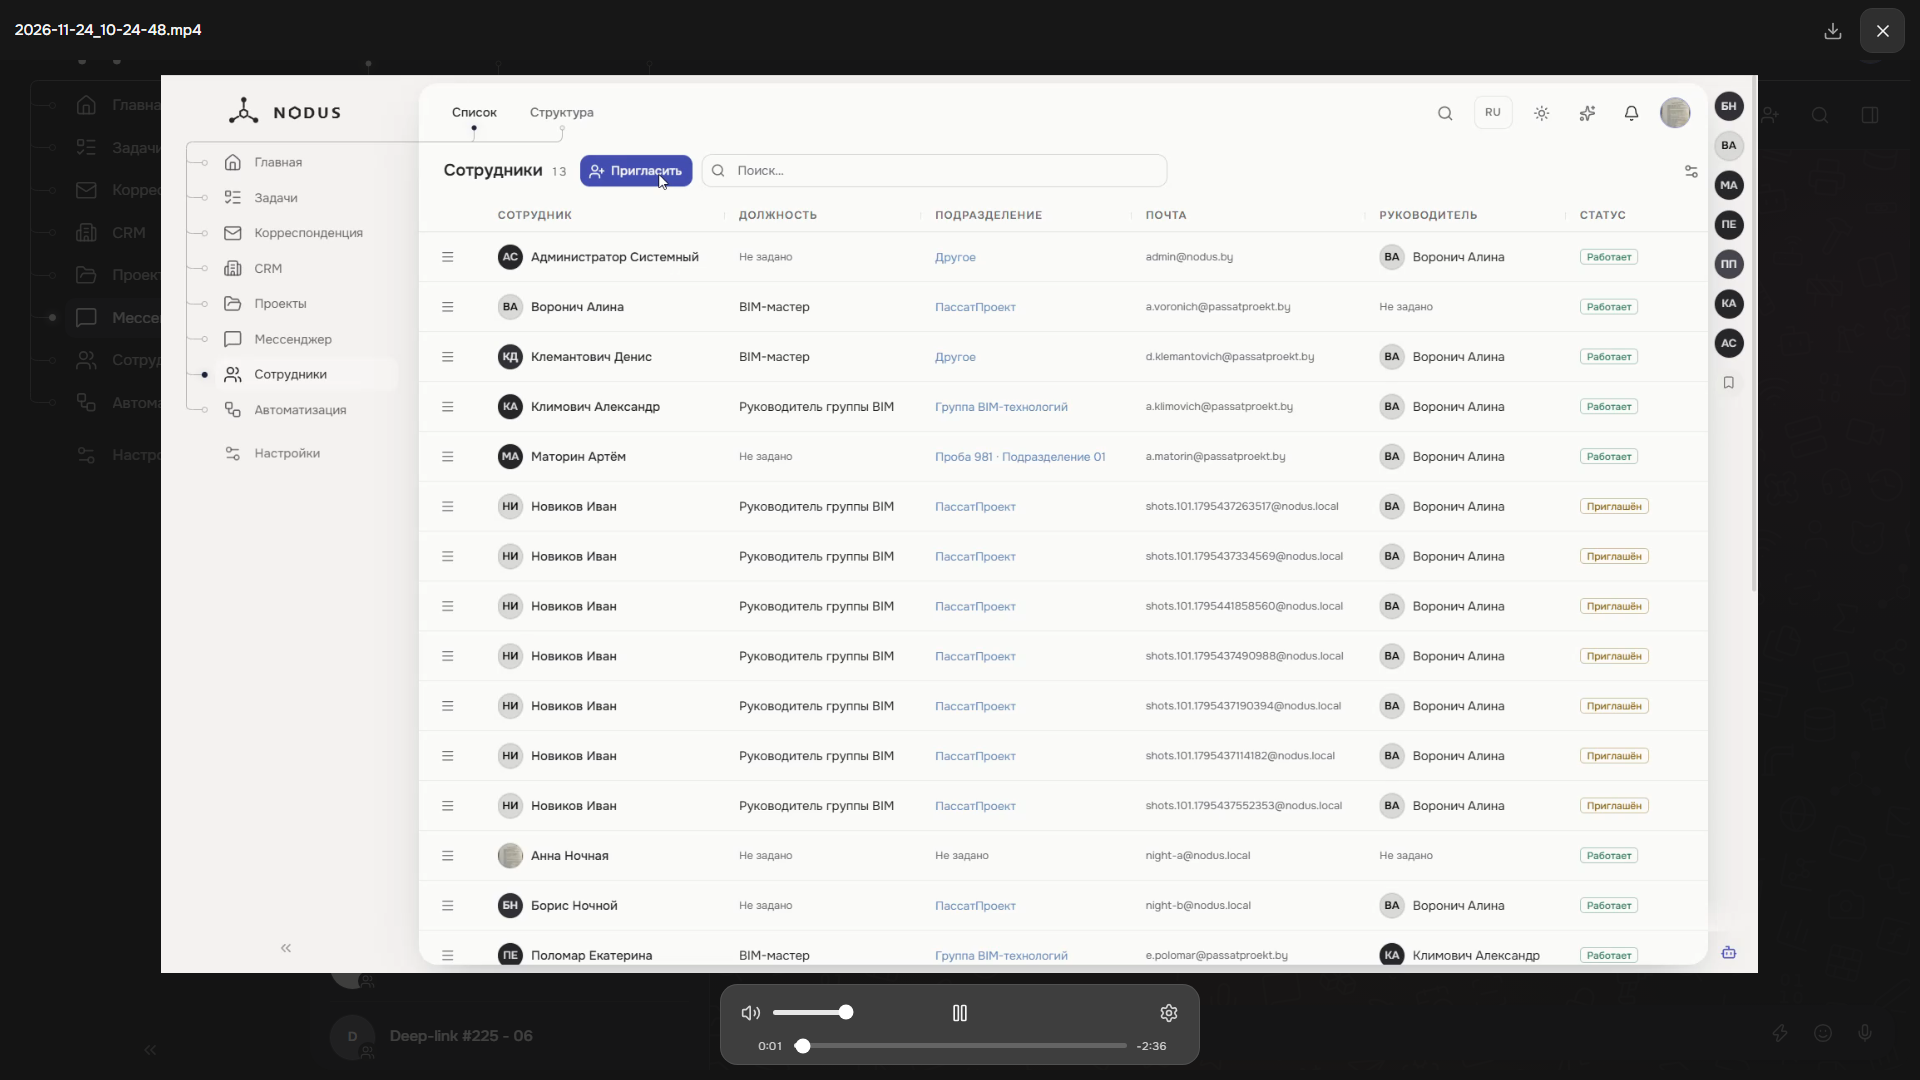 2026-11-24_10-24-48.mp4
NODUS
Список Структура
RU
Главная
Задачи
Корреспонденция
CRM
Проекты
Мессенджер
Сотрудники
Автоматизация
Настройки
Сотрудники 13 Пригласить Поиск...
СОТРУДНИК ДОЛЖНОСТЬ ПОДРАЗДЕЛЕНИЕ ПОЧТА РУКОВОДИТЕЛЬ СТАТУС
АС Администратор Системный Не задано Другое admin@nodus.by ВА Воронич Алина Работает
ВА Воронич Алина BIM-мастер ПассатПроект a.voronich@passatproekt.by Не задано Работает
КД Клемантович Денис BIM-мастер Другое d.klemantovich@passatproekt.by ВА Воронич Алина Работает
КА Климович Александр Руководитель группы BIM Группа BIM-технологий a.klimovich@passatproekt.by ВА Воронич Алина Работает
МА Маторин Артём Не задано Проба 981 · Подразделение 01 a.matorin@passatproekt.by ВА Воронич Алина Работает
НИ Новиков Иван Руководитель группы BIM ПассатПроект shots.101.1795437263517@nodus.local ВА Воронич Алина Приглашён
НИ Новиков Иван Руководитель группы BIM ПассатПроект shots.101.1795437334569@nodus.local ВА Воронич Алина Приглашён
НИ Новиков Иван Руководитель группы BIM ПассатПроект shots.101.1795441858560@nodus.local ВА Воронич Алина Приглашён
НИ Новиков Иван Руководитель группы BIM ПассатПроект shots.101.1795437490988@nodus.local ВА Воронич Алина Приглашён
НИ Новиков Иван Руководитель группы BIM ПассатПроект shots.101.1795437190394@nodus.local ВА Воронич Алина Приглашён
НИ Новиков Иван Руководитель группы BIM ПассатПроект shots.101.1795437114182@nodus.local ВА Воронич Алина Приглашён
НИ Новиков Иван Руководитель группы BIM ПассатПроект shots.101.1795437552353@nodus.local ВА Воронич Алина Приглашён
Анна Ночная Не задано Не задано night-a@nodus.local Не задано Работает
БН Борис Ночной Не задано ПассатПроект night-b@nodus.local ВА Воронич Алина Работает
ПЕ Поломар Екатерина BIM-мастер Группа BIM-технологий e.polomar@passatproekt.by КА Климович Александр Работает
БН
ВА
МА
ПЕ
ПП
КА
АС
Главна
Задачи
Корре
CRM
Проек
Мессе
Сотруд
Автома
Настро
D Deep-link #225 - 06
0:01 -2:36